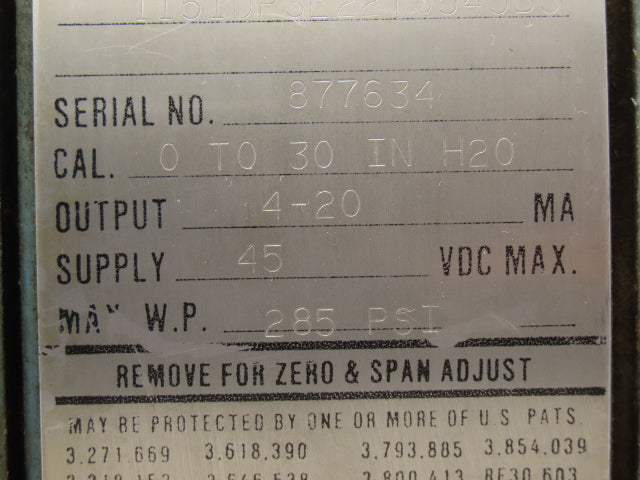 SERIAL NO. 877634
CAL. 0 TO 30 IN H20
OUTPUT 4-20 MA
SUPPLY 45 VDC MAX.
MAX W.P. 285 PSI
REMOVE FOR ZERO & SPAN ADJUST
MAY BE PROTECTED BY ONE OR MORE OF U.S. PATS.
3.271.669 3.618.390 3.793.885 3.854.039